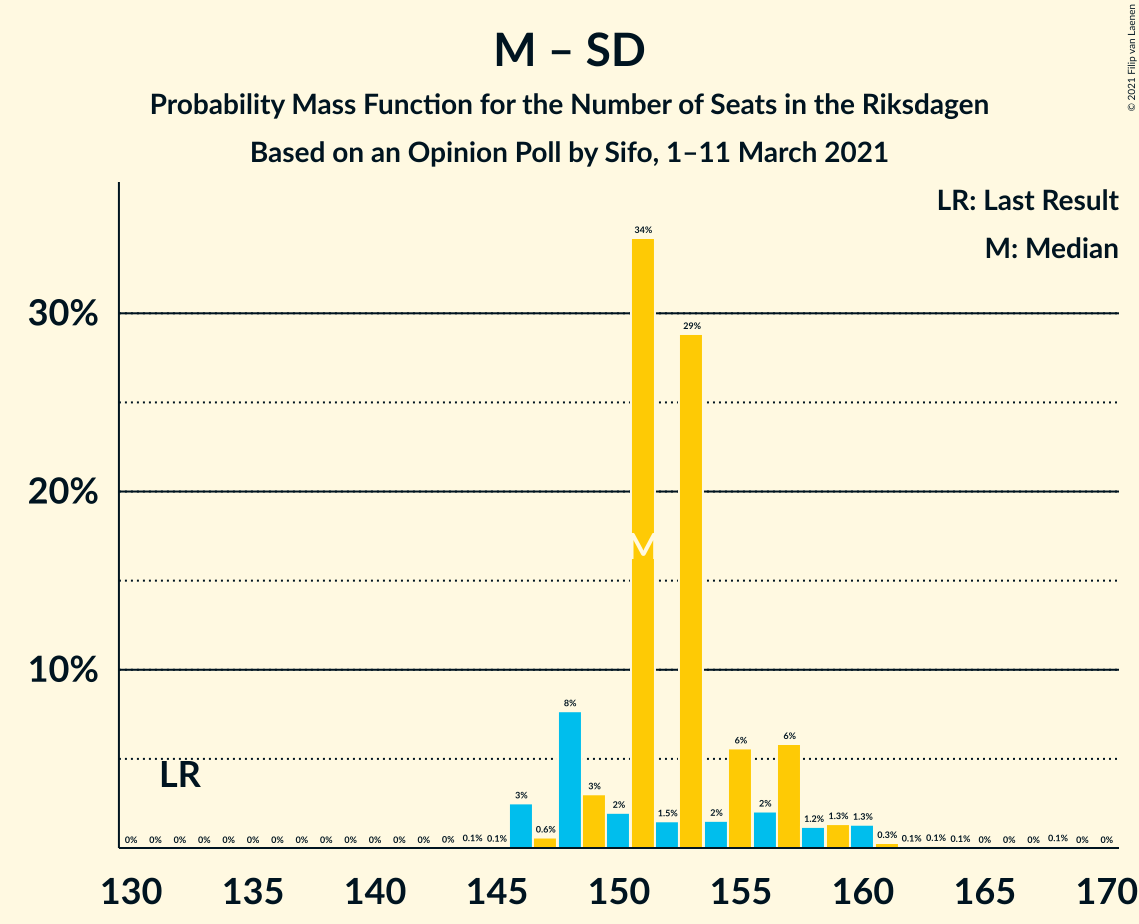 M – SD
Probability Mass Function for the Number of Seats in the Riksdagen
Based on an Opinion Poll by Sifo, 1–11 March 2021
© 2021 Filip van Laenen
LR: Last Result
M: Median
34%
30%
29%
20%
M
10%
8%
6% 6%
LR
3% 3% 2% 1.5% 2% 2% 1.2% 1.3% 1.3%
0% 0% 0% 0% 0% 0% 0% 0% 0% 0% 0% 0% 0% 0% 0.1% 0.1% 0.6% 0.3% 0.1% 0.1% 0.1% 0% 0% 0% 0.1% 0% 0%
130 135 140 145 150 155 160 165 170